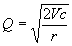 Q = √(2Vc/r)